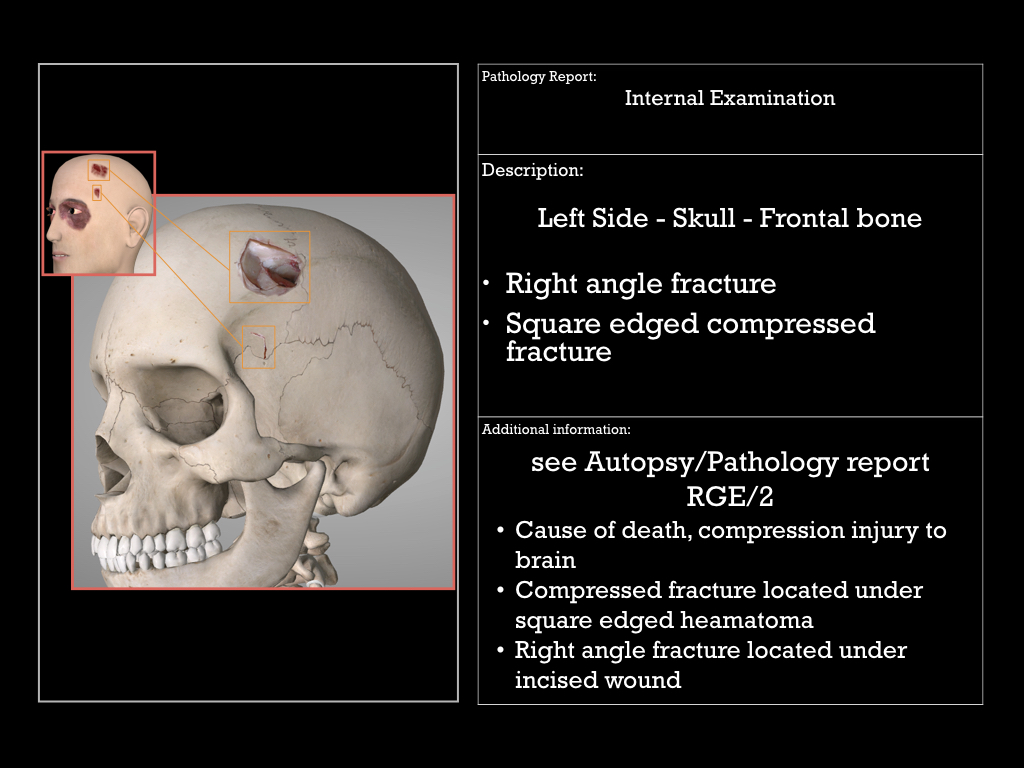 Pathology Report:
Internal Examination
Description:
Left Side - Skull - Frontal bone
• Right angle fracture
• Square edged compressed
fracture
Additional information:
see Autopsy/Pathology report
RGE/2
• Cause of death, compression injury to
brain
• Compressed fracture located under
square edged heamatoma
• Right angle fracture located under
incised wound